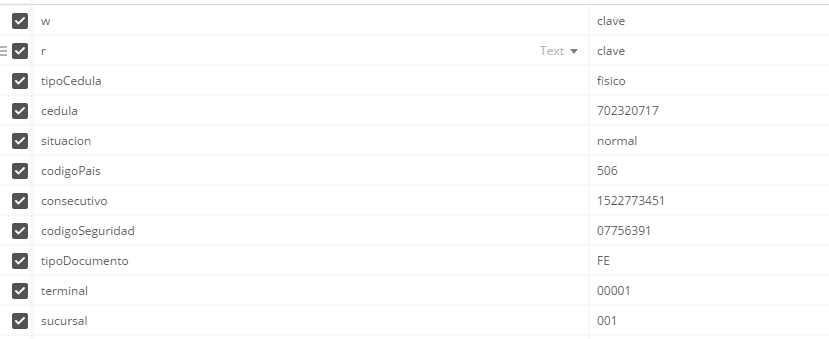 w clave
r Text clave
tipoCedula fisico
cedula 702320717
situacion normal
codigoPais 506
consecutivo 1522773451
codigoSeguridad 07756391
tipoDocumento FE
terminal 00001
sucursal 001